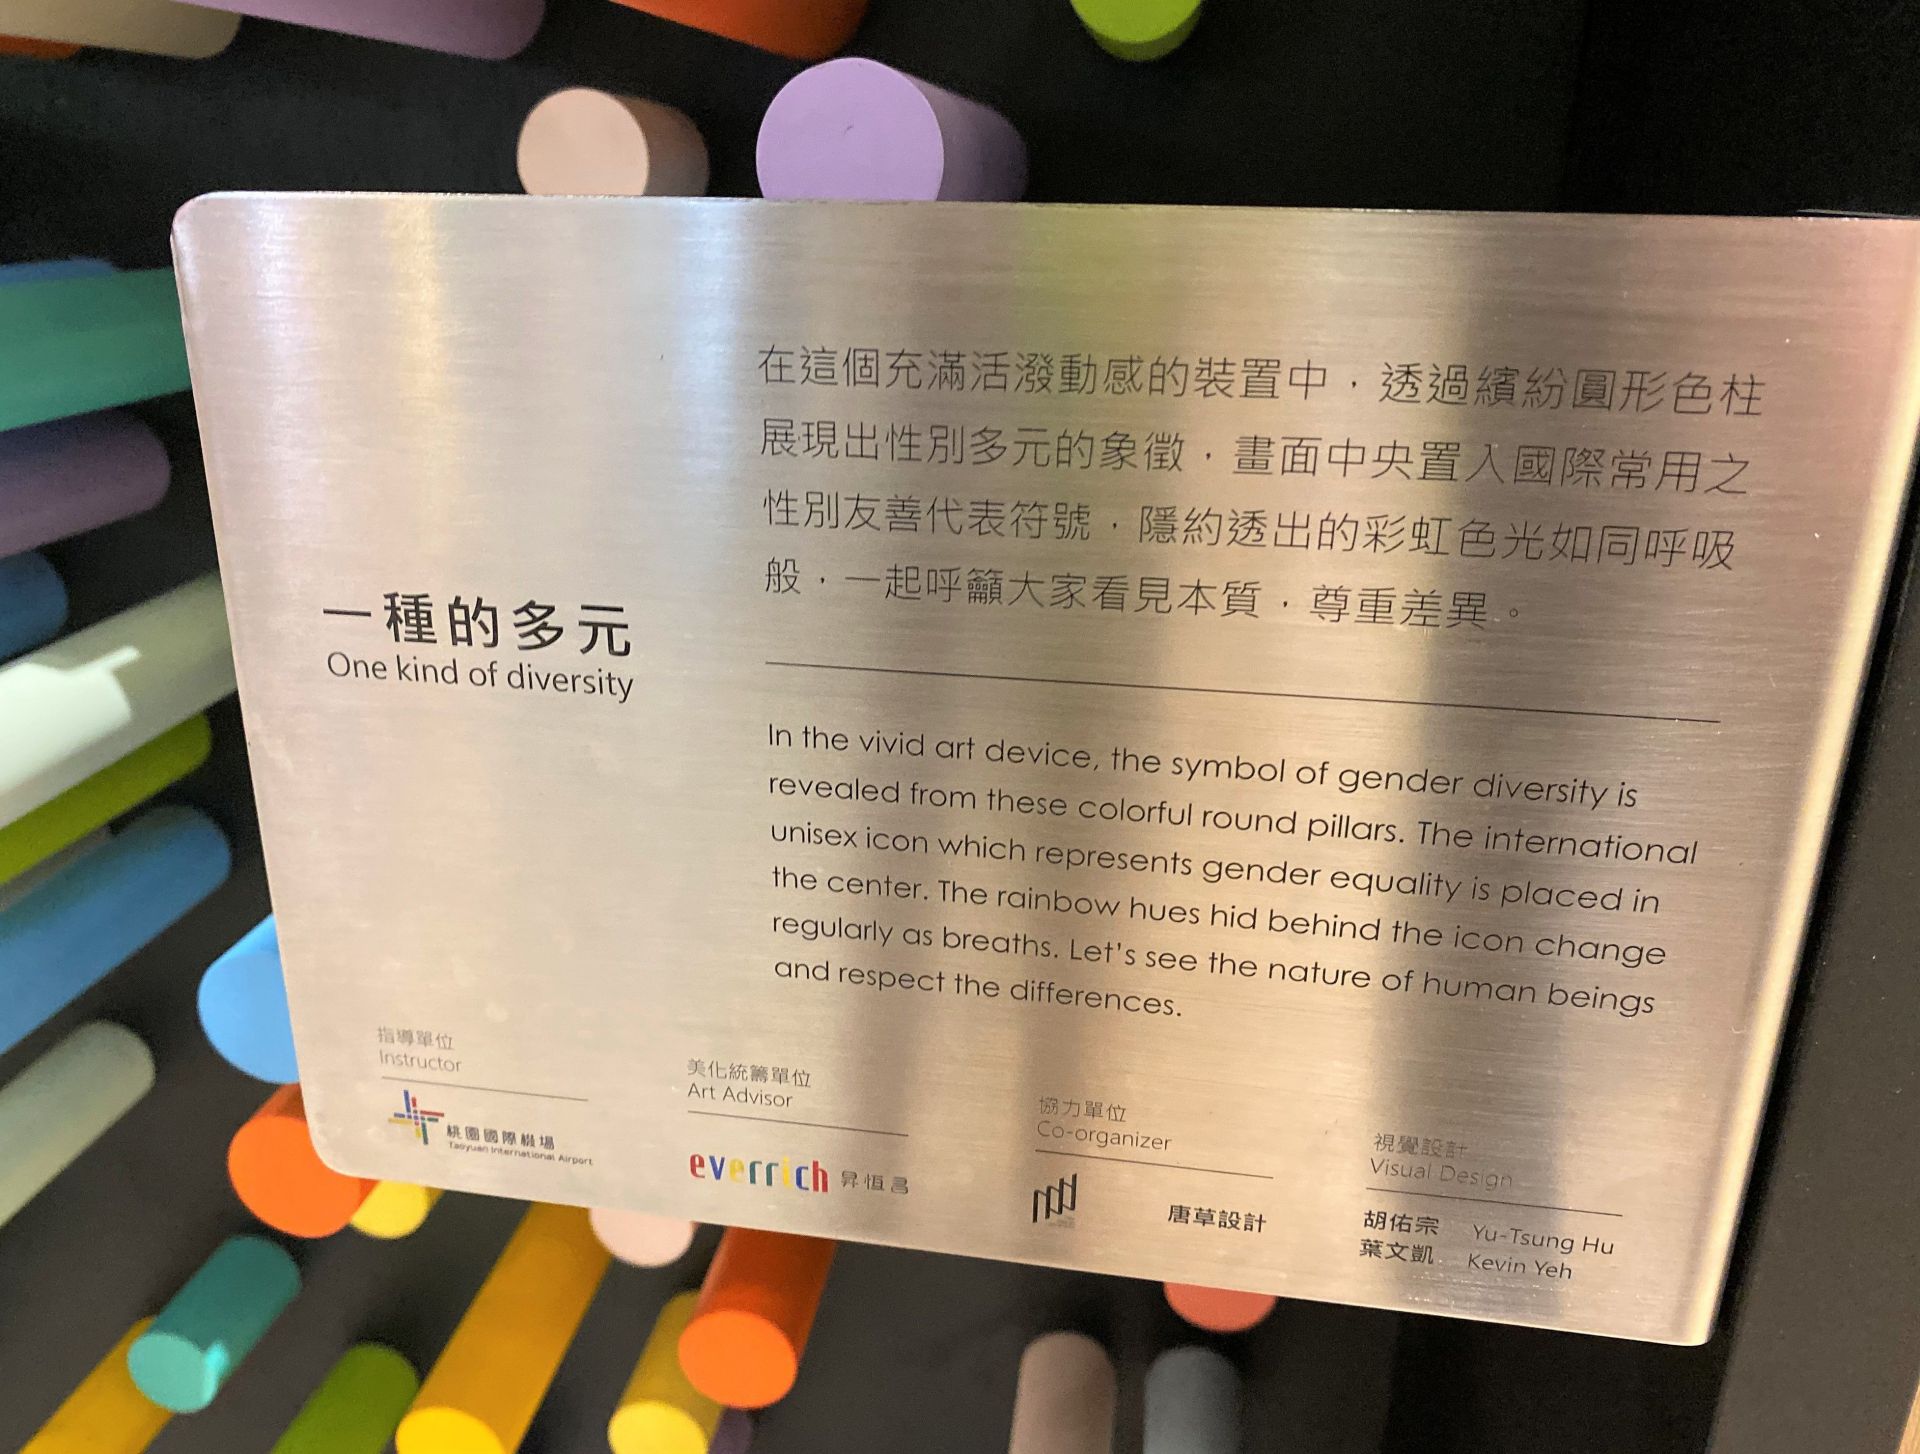 一種的多元
One kind of diversity
在這個充滿活潑動感的裝置中，透過繽紛圓形色柱
展現出性別多元的象徵，畫面中央置入國際常用之
性別友善代表符號，隱約透出的彩虹色光如同呼吸
般，一起呼籲大家看見本質，尊重差異。
In the vivid art device, the symbol of gender diversity is
revealed from these colorful round pillars. The international
unisex icon which represents gender equality is placed in
the center. The rainbow hues hid behind the icon change
regularly as breaths. Let's see the nature of human beings
and respect the differences.
指導單位
Instructor
桃園國際機場
Taoyuan International Airport
美化統籌單位
Art Advisor
everrich 昇恆昌
協力單位
Co-organizer
唐草設計
視覺設計
Visual Design
胡佑宗 Yu-Tsung Hu
葉文凱 Kevin Yeh